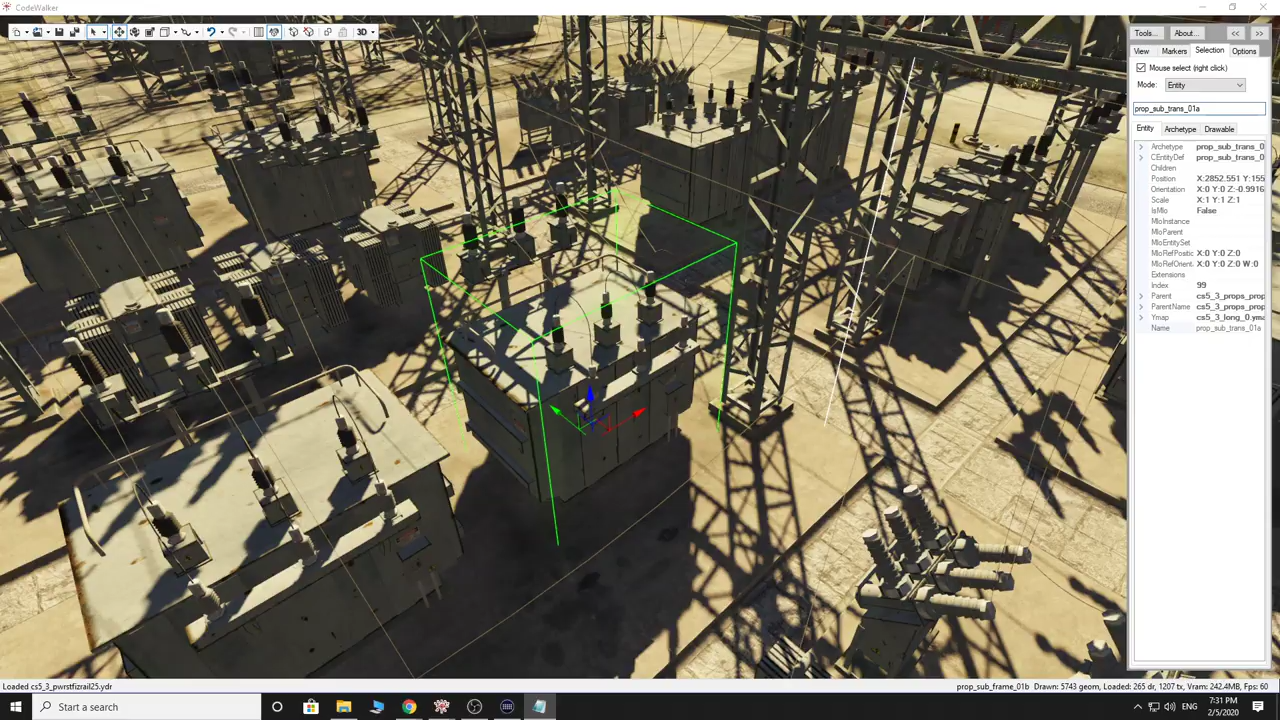 CodeWalker
3D
Tools... About... << >>
View Markers Selection Options
Mouse select (right click)
Mode: Entity
prop_sub_trans_01a
Entity Archetype Drawable
Archetype prop_sub_trans_0
CEntityDef prop_sub_trans_0
Children
Position X:2852.551 Y:155
Orientation X:0 Y:0 Z:-0.9916
Scale X:1 Y:1 Z:1
IsMlo False
MloInstance
MloParent
MloEntitySet
MloRefPositic X:0 Y:0 Z:0
MloRefOrient X:0 Y:0 Z:0 W:0
Extensions
Index 99
Parent cs5_3_props_prop
ParentName cs5_3_props_prop
Ymap cs5_3_long_0.yma
Name prop_sub_trans_01a
Loaded cs5_3_pwrstfizrail25.ydr
prop_sub_frame_01b Drawn: 5743 geom, Loaded: 265 dr, 1207 tx, Vram: 242.4MB, Fps: 60
Start a search
ENG
7:31 PM
2/5/2020